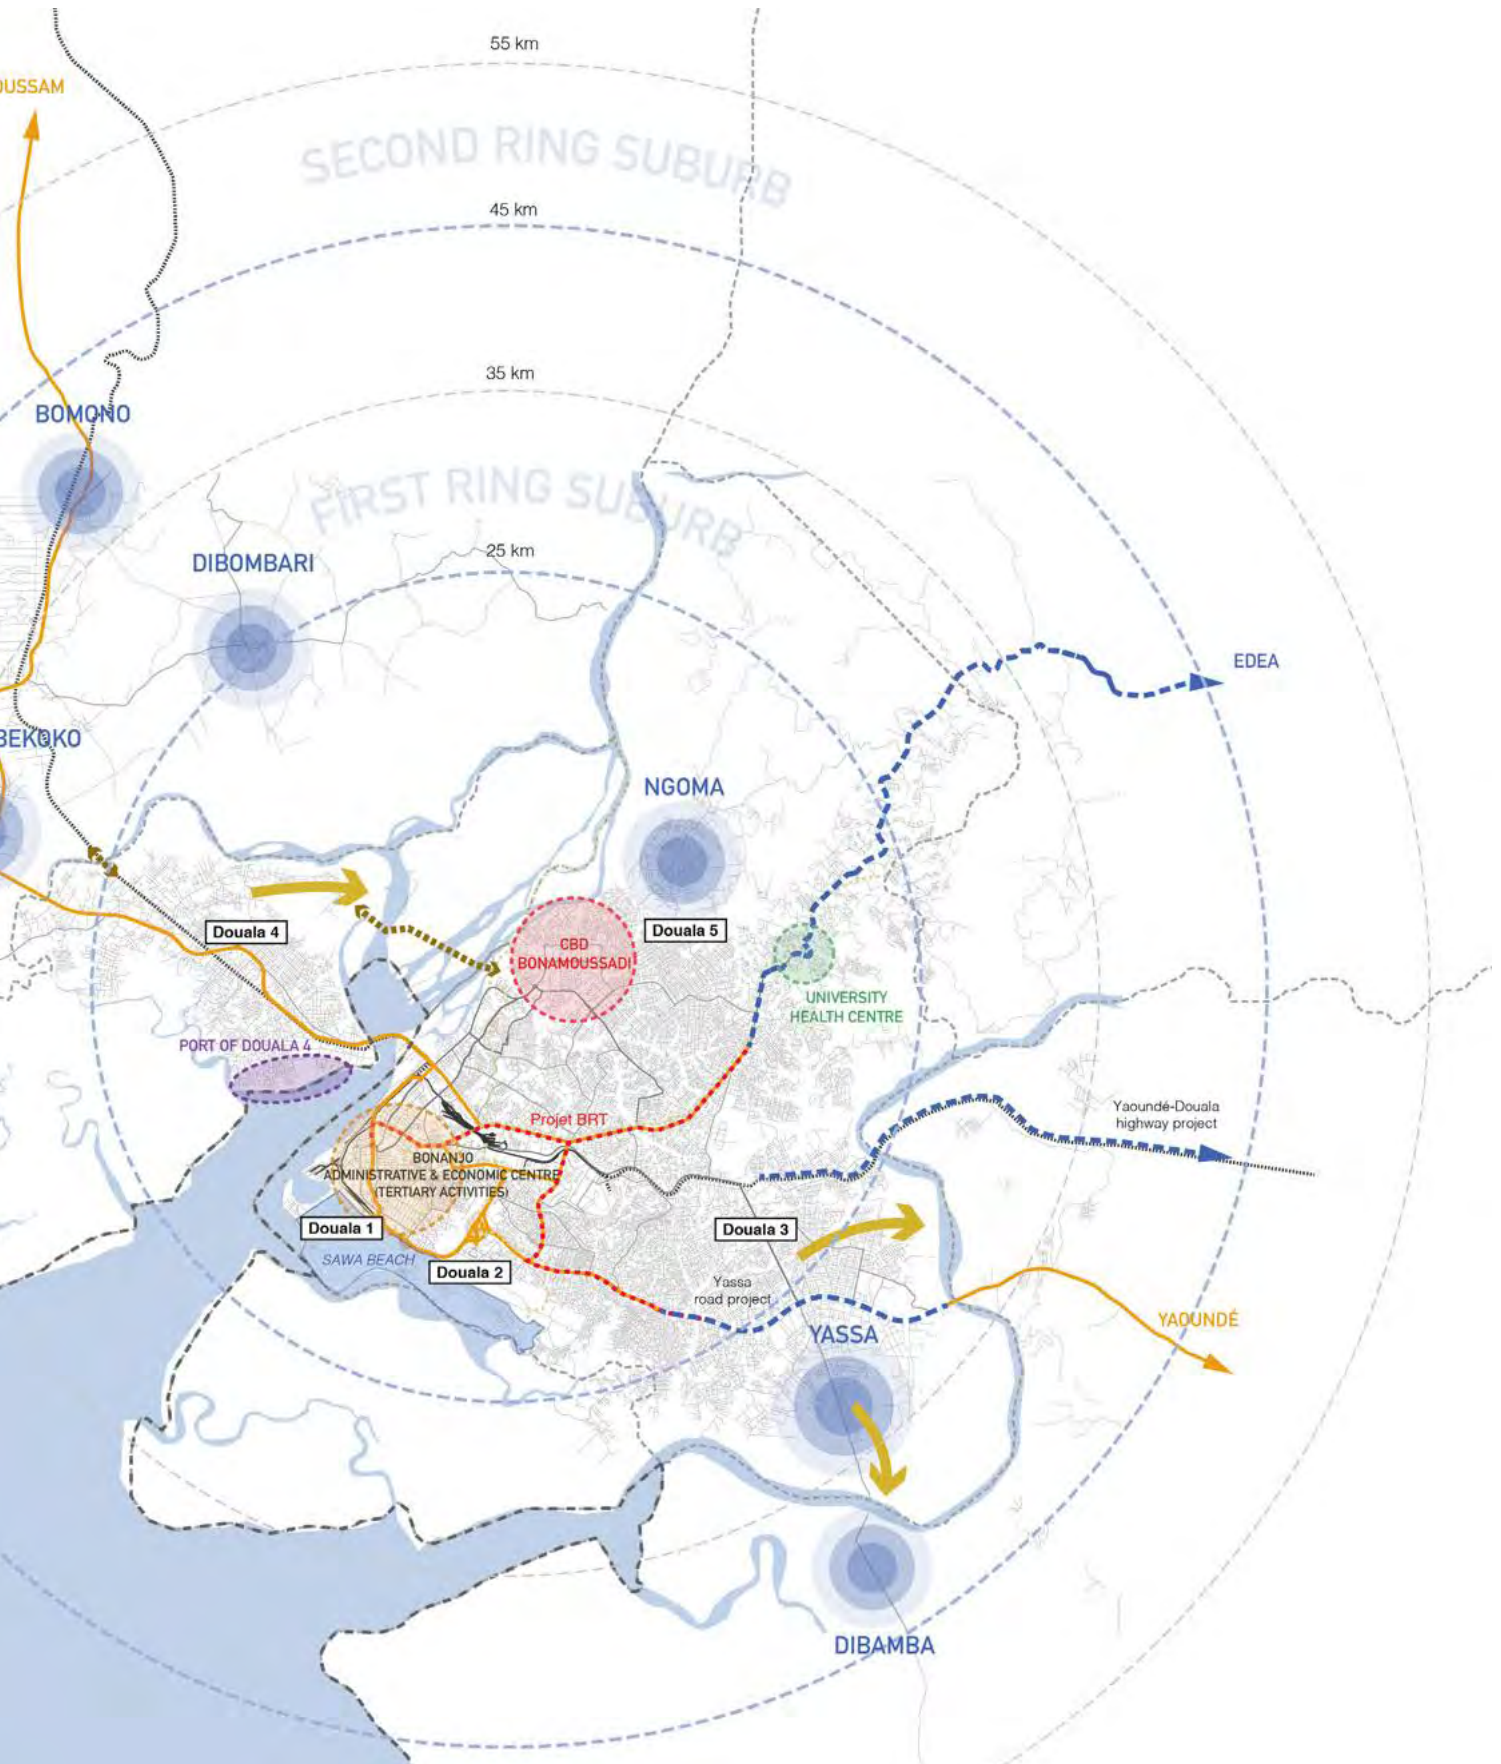 55 km
OUSSAM
SECOND RING SUBURB
45 km
35 km
BOMONO
FIRST RING SUBURB
25 km
DIBOMBARI
EDEA
BEKOKO
NGOMA
Douala 4
Douala 5
CBD
BONAMOUSSADI
UNIVERSITY
HEALTH CENTRE
PORT OF DOUALA 4
Projet BRT
Yaoundé-Douala
highway project
BONANJO
ADMINISTRATIVE & ECONOMIC CENTRE
(TERTIARY ACTIVITIES)
Douala 1
Douala 3
SAWA BEACH
Douala 2
Yassa
road project
YASSA
YAOUNDÉ
DIBAMBA